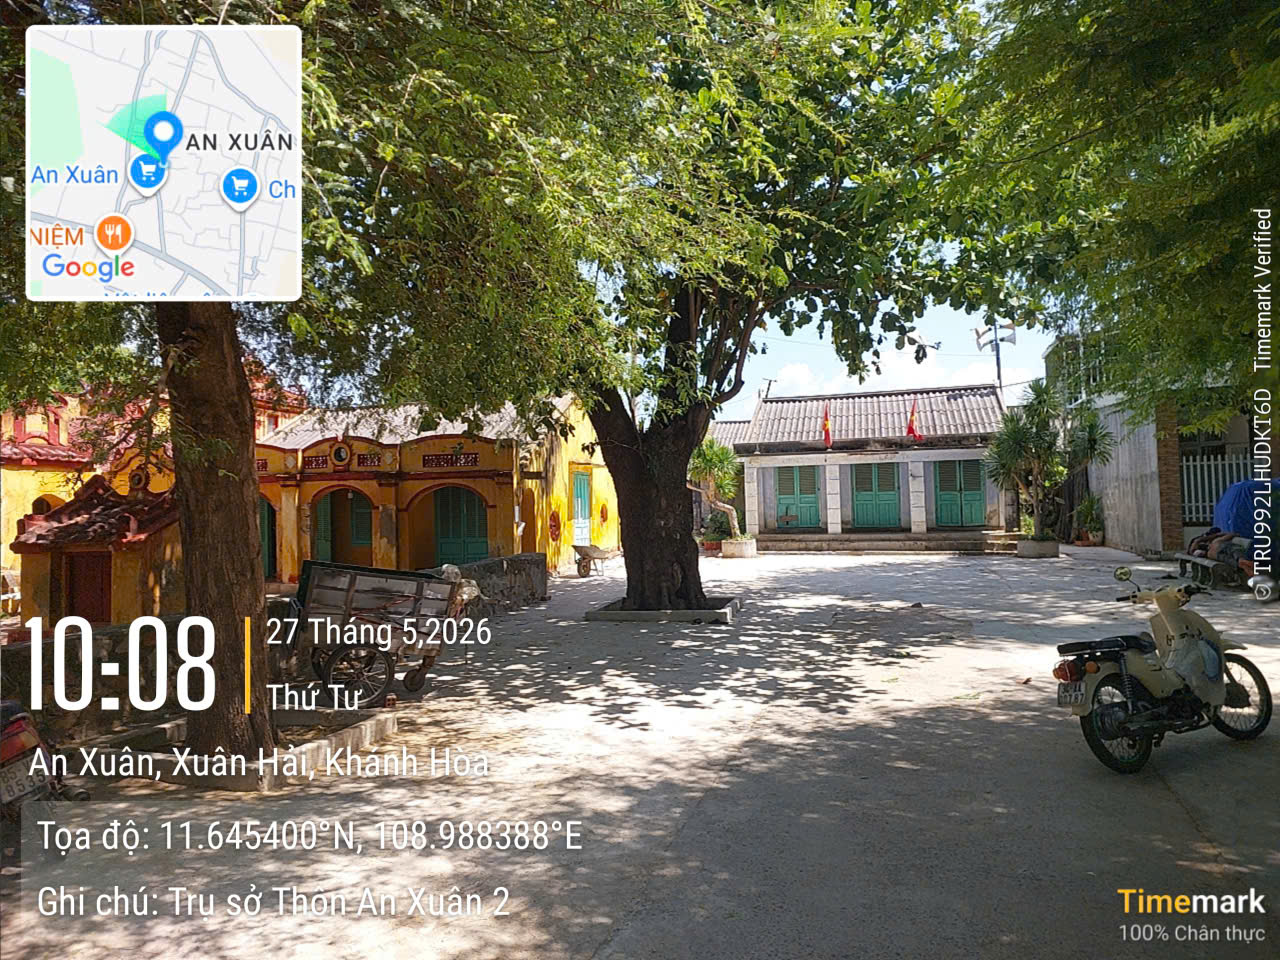 AN XUÂN
An Xuân
Ch
NIỆM
Google
10:08
27 Tháng 5,2026
Thứ Tư
An Xuân, Xuân Hải, Khánh Hòa
Tọa độ: 11.645400°N, 108.988388°E
Ghi chú: Trụ sở Thôn An Xuân 2
TRU992LHUDKT6D Timemark Verified
Timemark
100% Chân thực